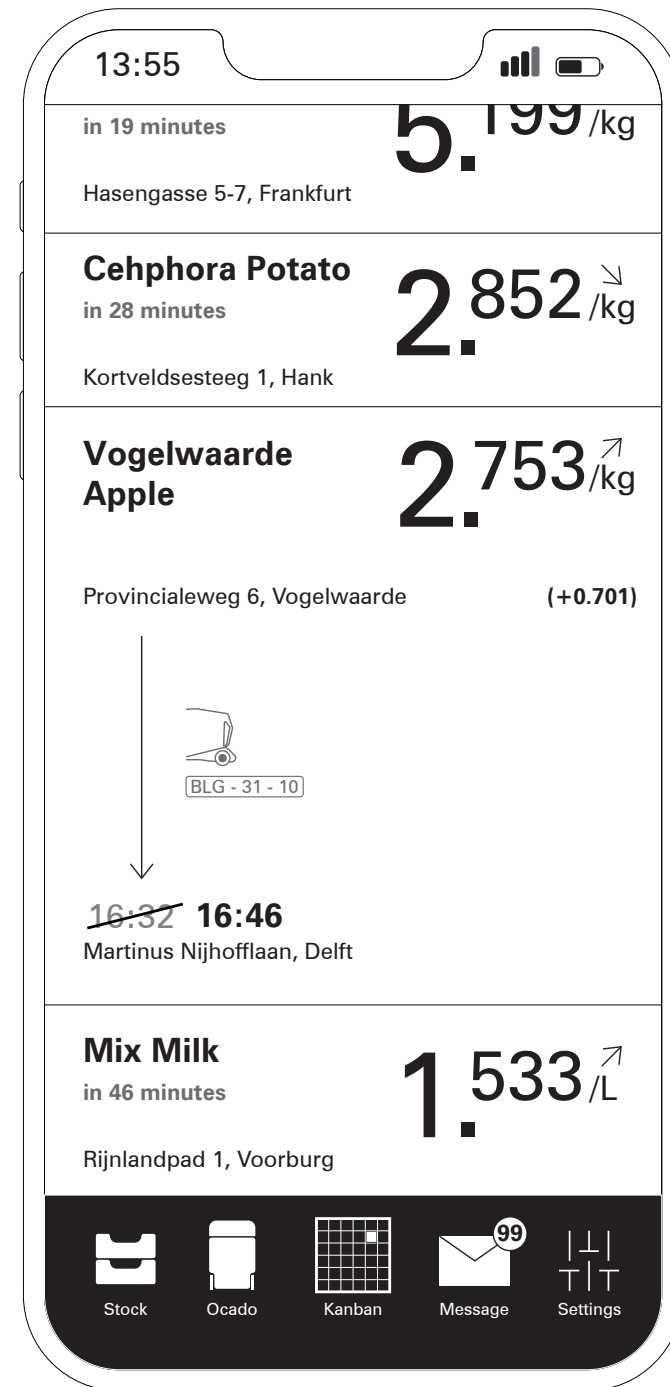 13:55
in 19 minutes
5.199/kg
Hasengasse 5-7, Frankfurt
Cehphora Potato
in 28 minutes
2.852/kg
Kortveldsesteeg 1, Hank
Vogelwaarde
Apple
2.753/kg
Provincialeweg 6, Vogelwaarde (+0.701)
BLG - 31 - 10
16:32 16:46
Martinus Nijhofflaan, Delft
Mix Milk
in 46 minutes
1.533/L
Rijnlandpad 1, Voorburg
99
Stock Ocado Kanban Message Settings